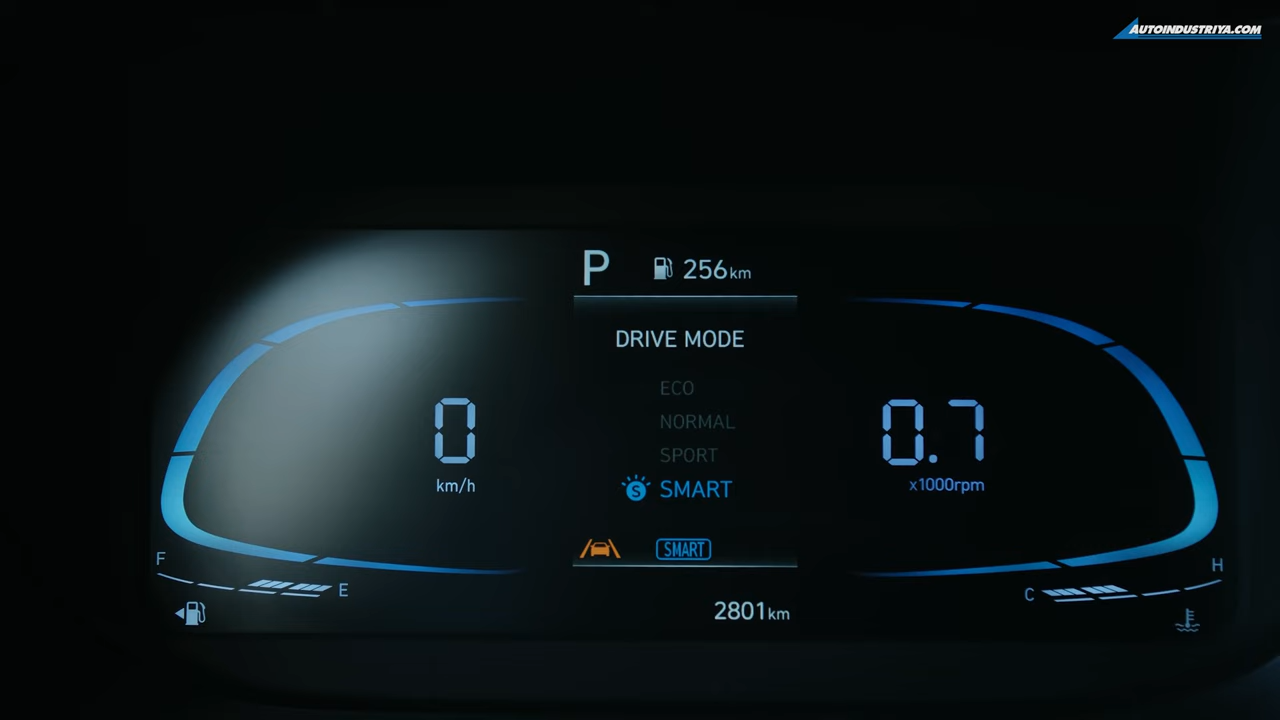 AUTOINDUSTRIYA.COM
P 256km
DRIVE MODE
ECO
NORMAL
SPORT
S SMART
0
km/h
0.7
x1000rpm
SMART
F
E
C
H
2801km